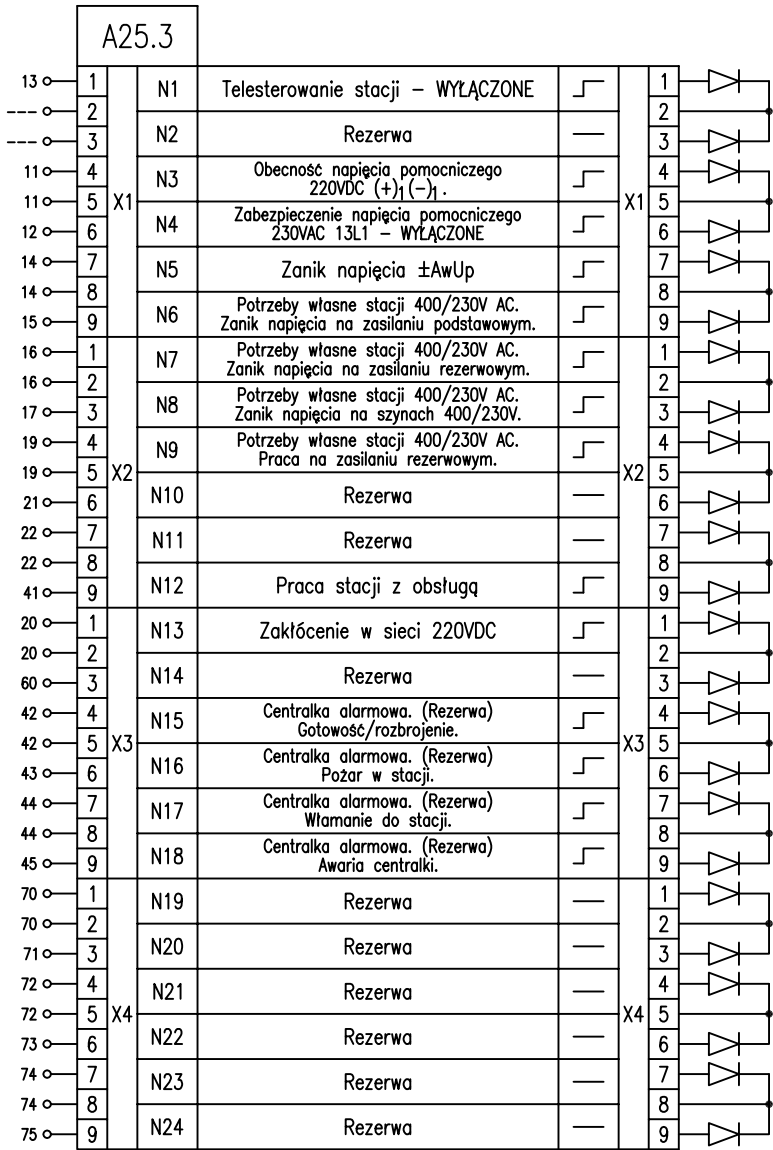 A25.3
13 1 N1 Telesterowanie stacji – WYŁĄCZONE 1
---- 2 2
---- 3 N2 Rezerwa — 3
11 4 N3 Obecność napięcia pomocniczego 4
220VDC (+)1(–)1 .
11 5 X1 X1 5
12 6 N4 Zabezpieczenie napięcia pomocniczego 6
230VAC 13L1 – WYŁĄCZONE
14 7 N5 Zanik napięcia ±AwUp 7
14 8 8
15 9 N6 Potrzeby własne stacji 400/230V AC. 9
Zanik napięcia na zasilaniu podstawowym.
16 1 N7 Potrzeby własne stacji 400/230V AC. 1
Zanik napięcia na zasilaniu rezerwowym.
16 2 2
17 3 N8 Potrzeby własne stacji 400/230V AC. 3
Zanik napięcia na szynach 400/230V.
19 4 N9 Potrzeby własne stacji 400/230V AC. 4
Praca na zasilaniu rezerwowym.
19 5 X2 X2 5
21 6 N10 Rezerwa — 6
22 7 N11 Rezerwa — 7
22 8 8
41 9 N12 Praca stacji z obsługą 9
20 1 N13 Zakłócenie w sieci 220VDC 1
20 2 2
60 3 N14 Rezerwa — 3
42 4 N15 Centralka alarmowa. (Rezerwa) 4
Gotowość/rozbrojenie.
42 5 X3 X3 5
43 6 N16 Centralka alarmowa. (Rezerwa) 6
Pożar w stacji.
44 7 N17 Centralka alarmowa. (Rezerwa) 7
Włamanie do stacji.
44 8 8
45 9 N18 Centralka alarmowa. (Rezerwa) 9
Awaria centralki.
70 1 N19 Rezerwa — 1
70 2 2
71 3 N20 Rezerwa — 3
72 4 N21 Rezerwa — 4
72 5 X4 X4 5
73 6 N22 Rezerwa — 6
74 7 N23 Rezerwa — 7
74 8 8
75 9 N24 Rezerwa — 9